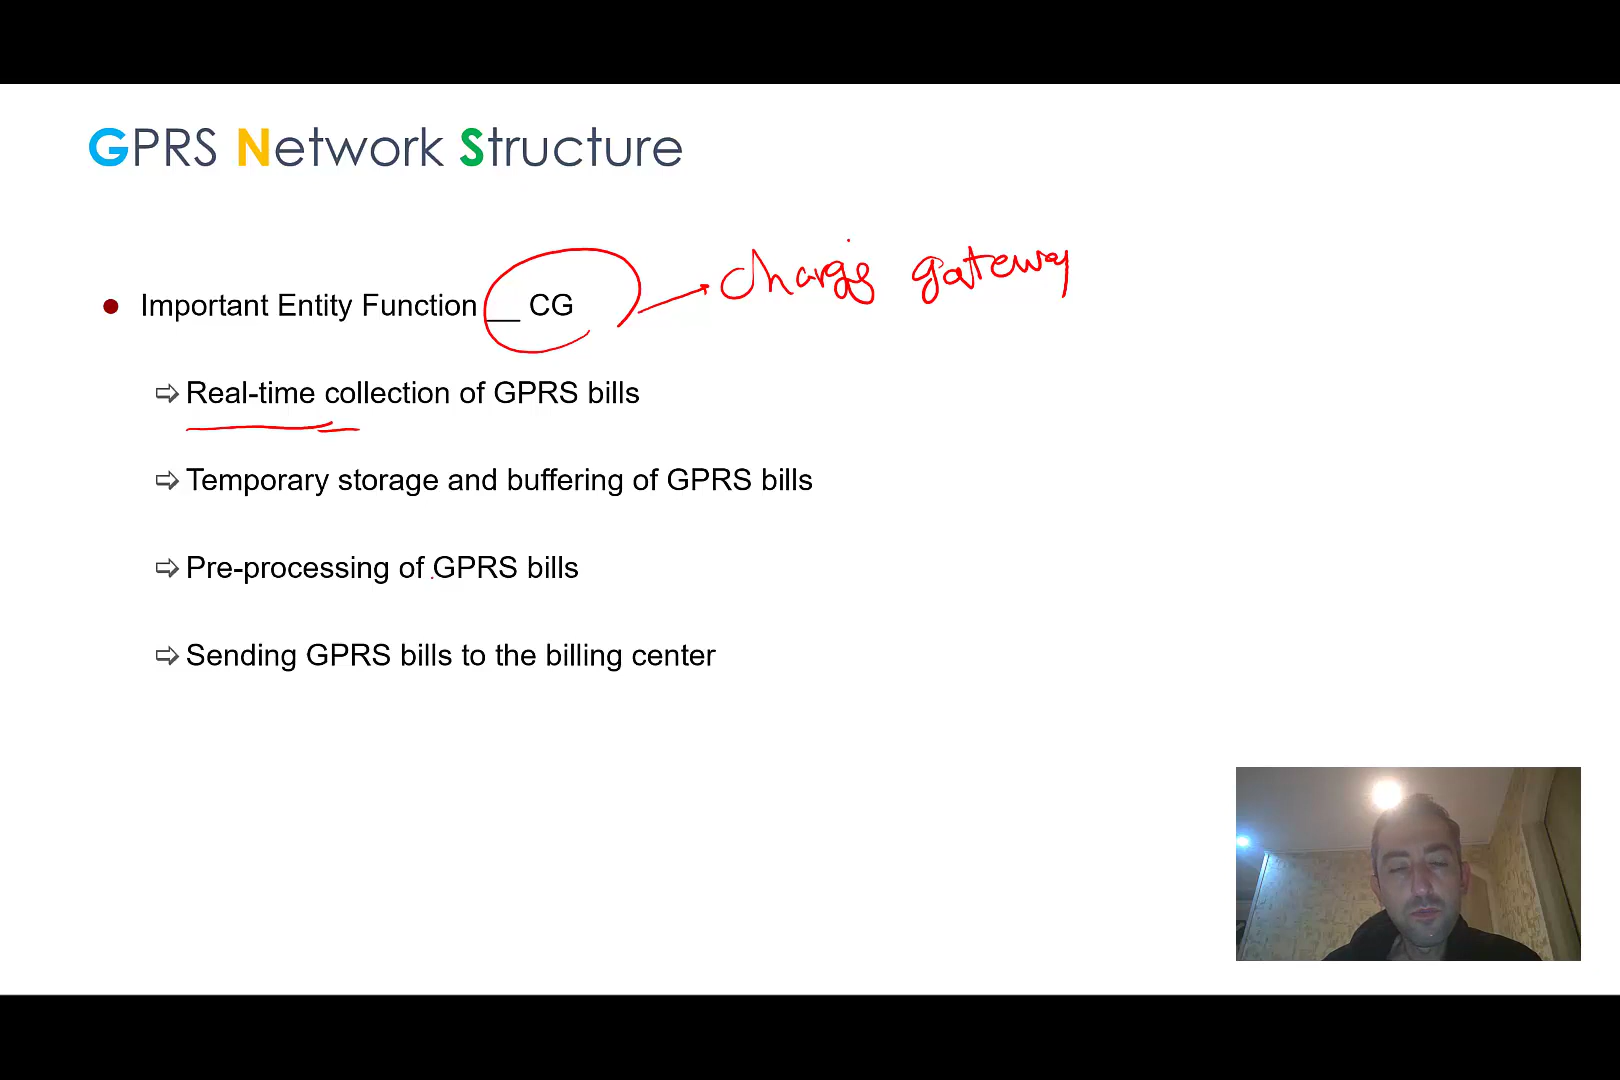 GPRS Network Structure
charging gateway
Important Entity Function __ CG
Real-time collection of GPRS bills
Temporary storage and buffering of GPRS bills
Pre-processing of GPRS bills
Sending GPRS bills to the billing center